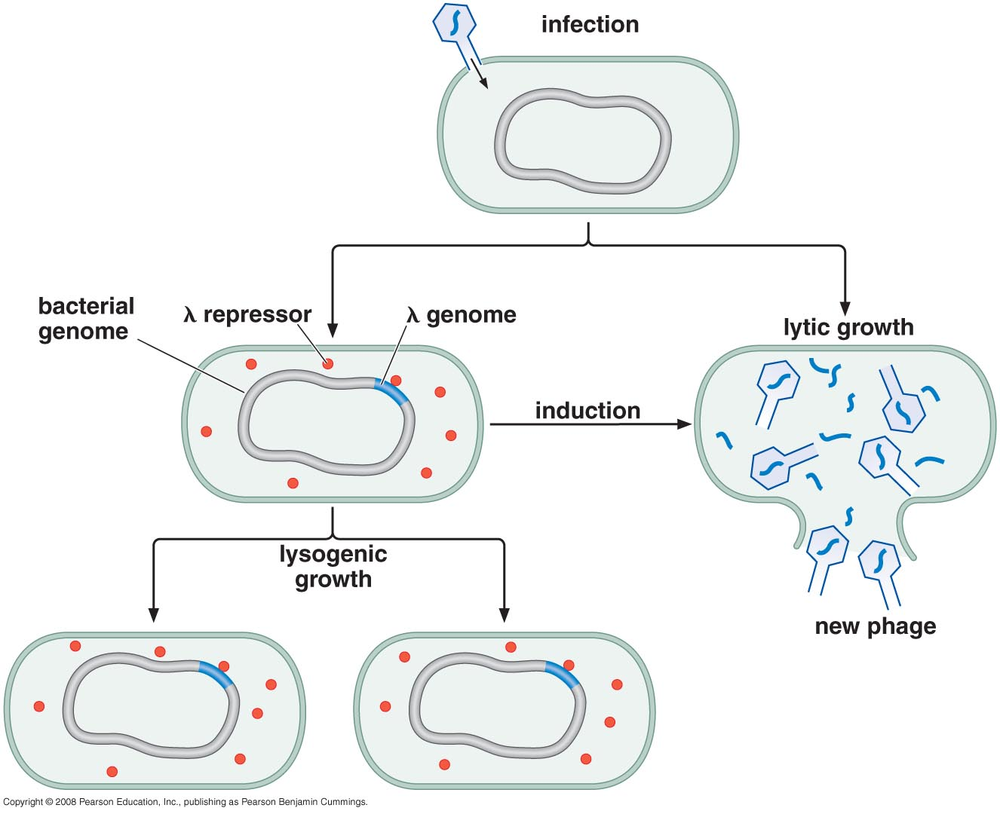 infection
bacterial
genome
λ repressor
λ genome
lytic growth
induction
lysogenic
growth
new phage
Copyright © 2008 Pearson Education, Inc., publishing as Pearson Benjamin Cummings.